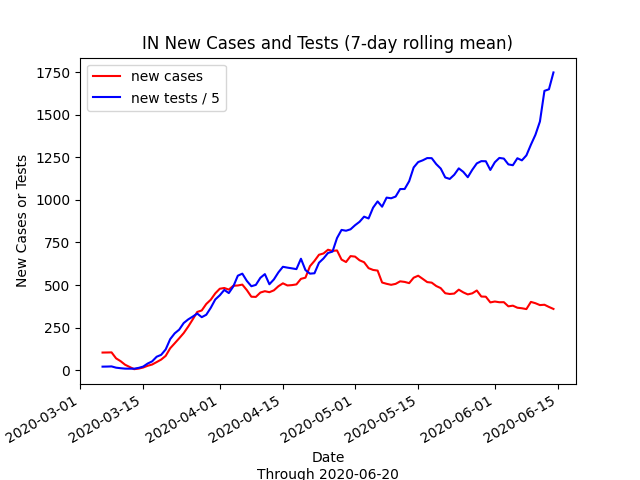 IN New Cases and Tests (7-day rolling mean)
new cases
new tests / 5
1750
1500
1250
1000
750
500
250
0
New Cases or Tests
2020-03-01
2020-03-15
2020-04-01
2020-04-15
2020-05-01
2020-05-15
2020-06-01
2020-06-15
Date
Through 2020-06-20